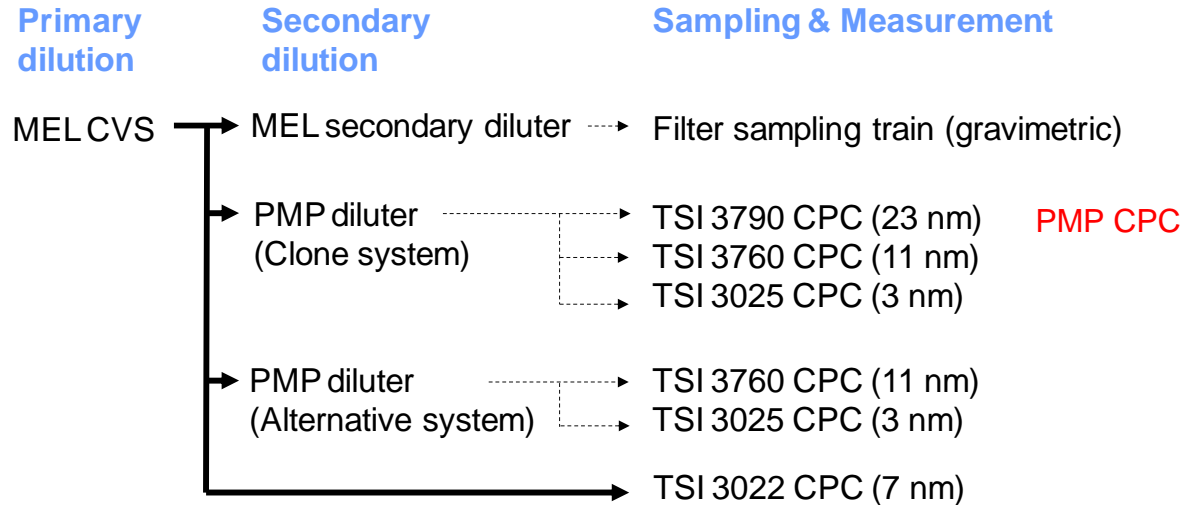 Primary dilution
Secondary dilution
Sampling & Measurement
MEL CVS
MEL secondary diluter
Filter sampling train (gravimetric)
PMP diluter
(Clone system)
TSI 3790 CPC (23 nm)
PMP CPC
TSI 3760 CPC (11 nm)
TSI 3025 CPC (3 nm)
PMP diluter
(Alternative system)
TSI 3760 CPC (11 nm)
TSI 3025 CPC (3 nm)
TSI 3022 CPC (7 nm)